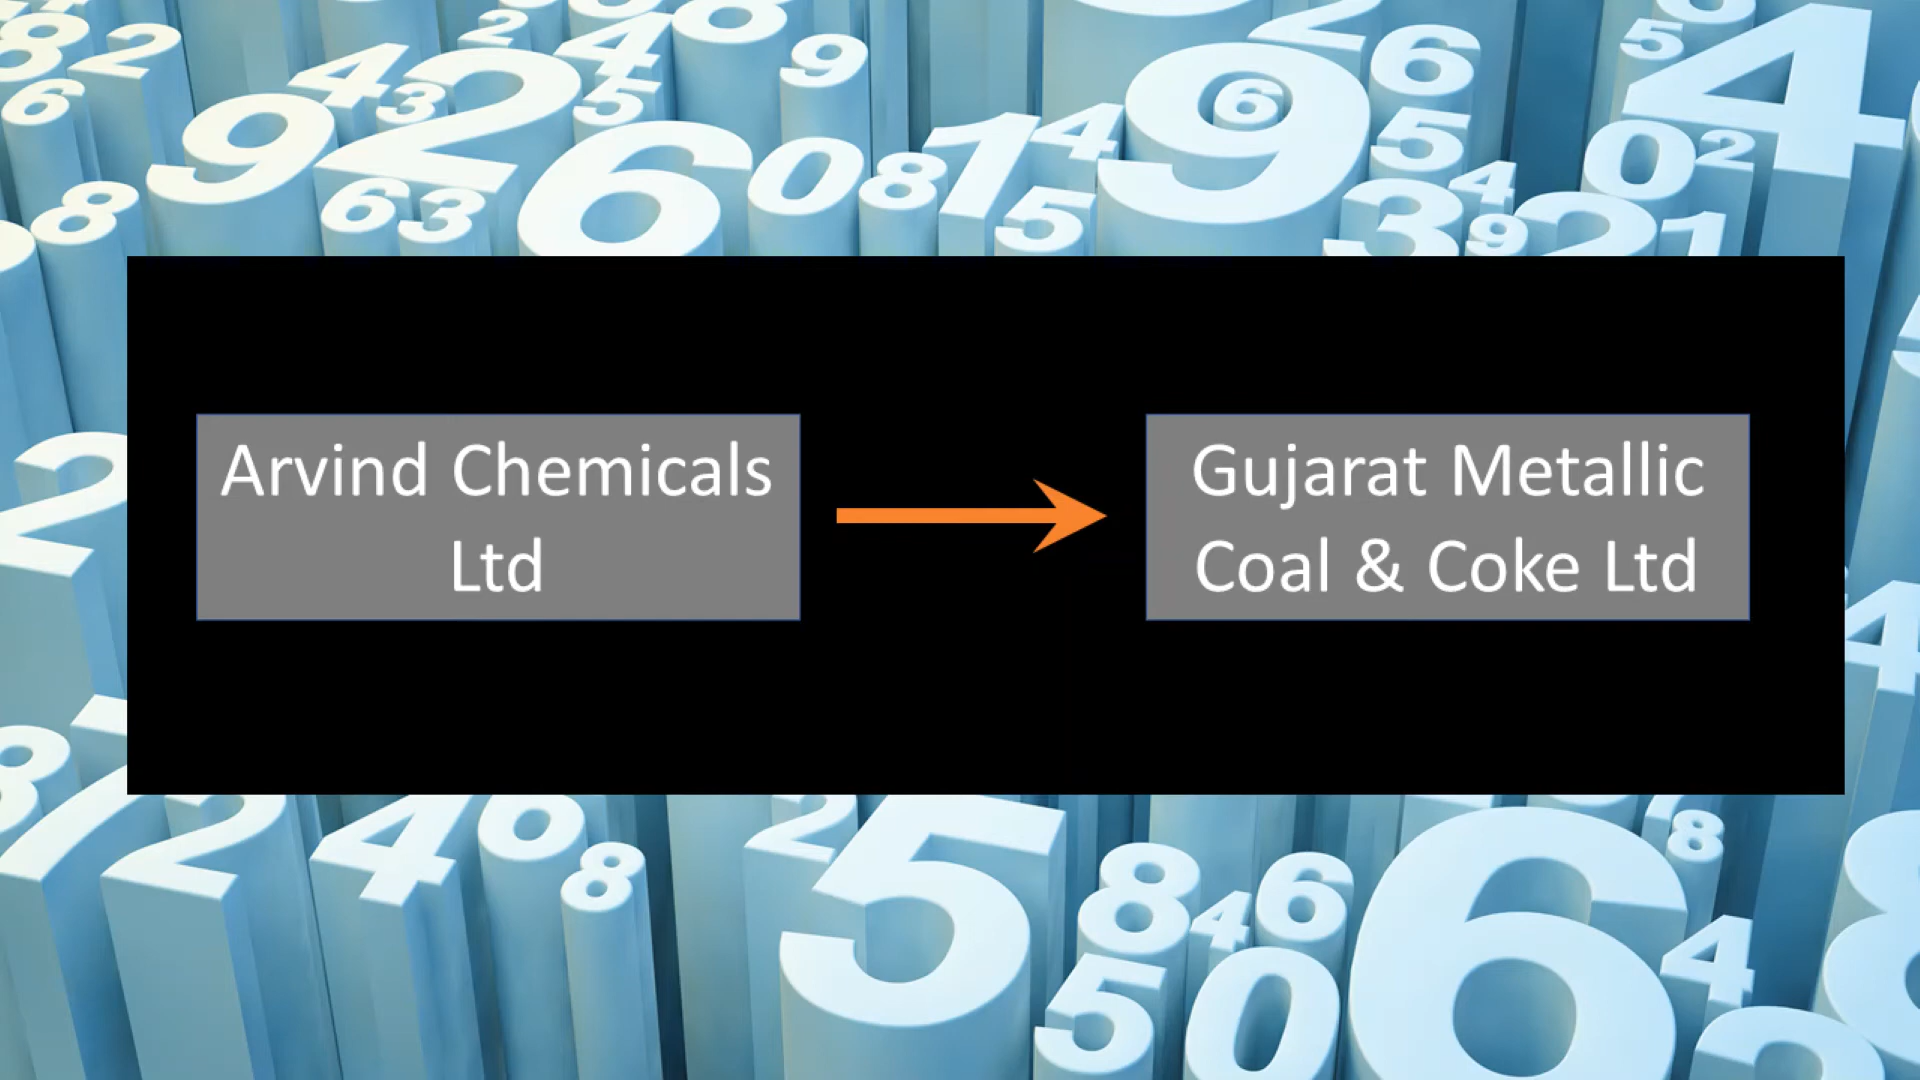 Arvind Chemicals
Ltd
Gujarat Metallic
Coal & Coke Ltd